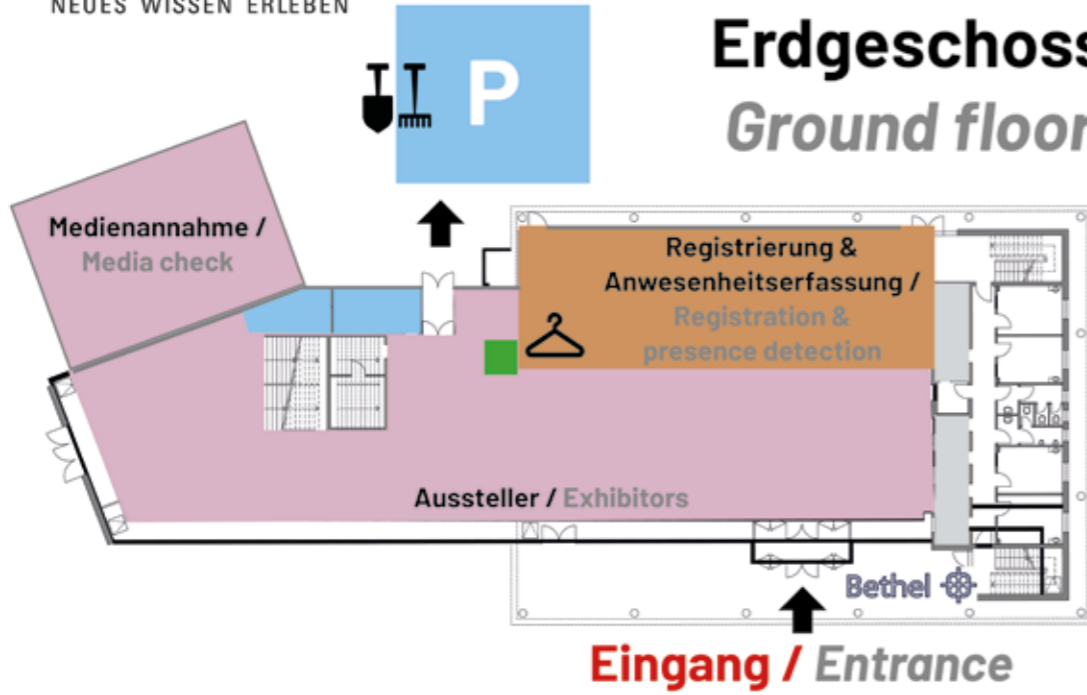 NEUES WISSEN ERLEBEN
P
Erdgeschoss
Ground floor
Medienannahme /
Media check
Registrierung &
Anwesenheitserfassung /
Registration &
presence detection
Aussteller / Exhibitors
Bethel
Eingang / Entrance